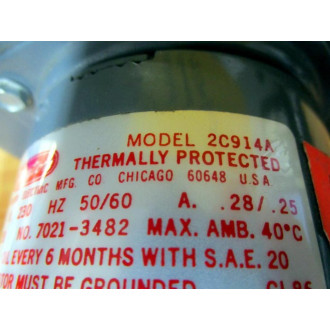 MODEL 2C914A
THERMALLY PROTECTED
MFG. CO CHICAGO 60648 U.S.A
230 HZ 50/60 A. .28/.25
NO. 7021-3482 MAX. AMB. 40°C
EVERY 6 MONTHS WITH S.A.E. 20
MUST BE GROUNDED